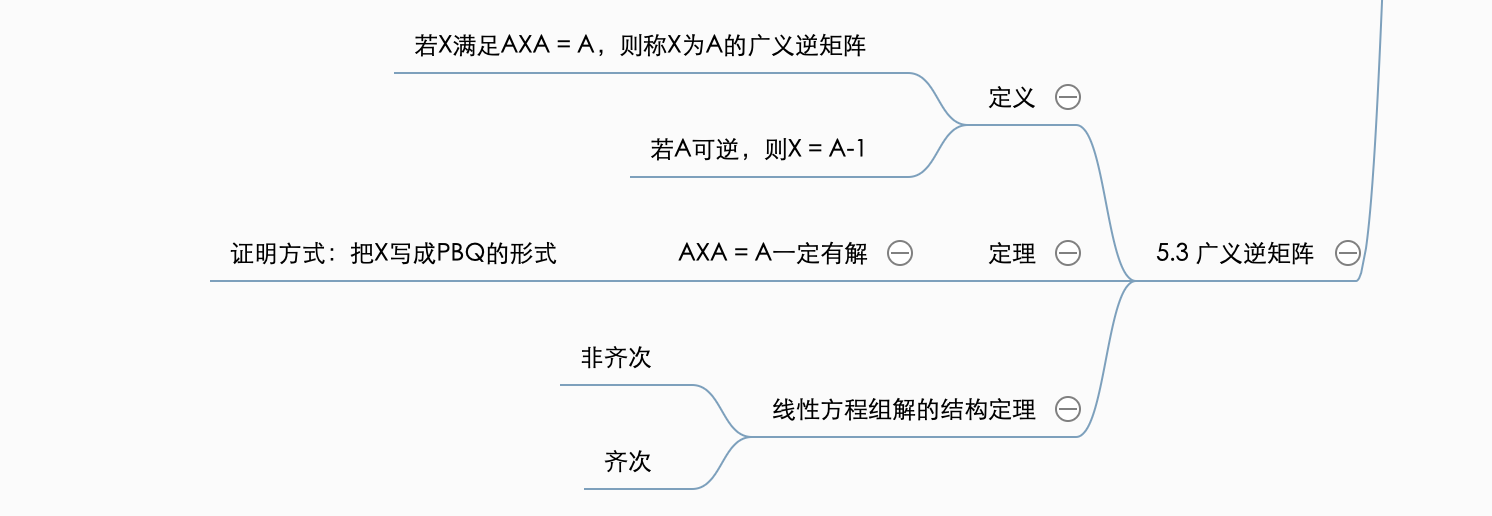 若X满足AXA = A，则称X为A的广义逆矩阵
定义
若A可逆，则X = A-1
证明方式：把X写成PBQ的形式
AXA = A一定有解
定理
5.3 广义逆矩阵
非齐次
线性方程组解的结构定理
齐次